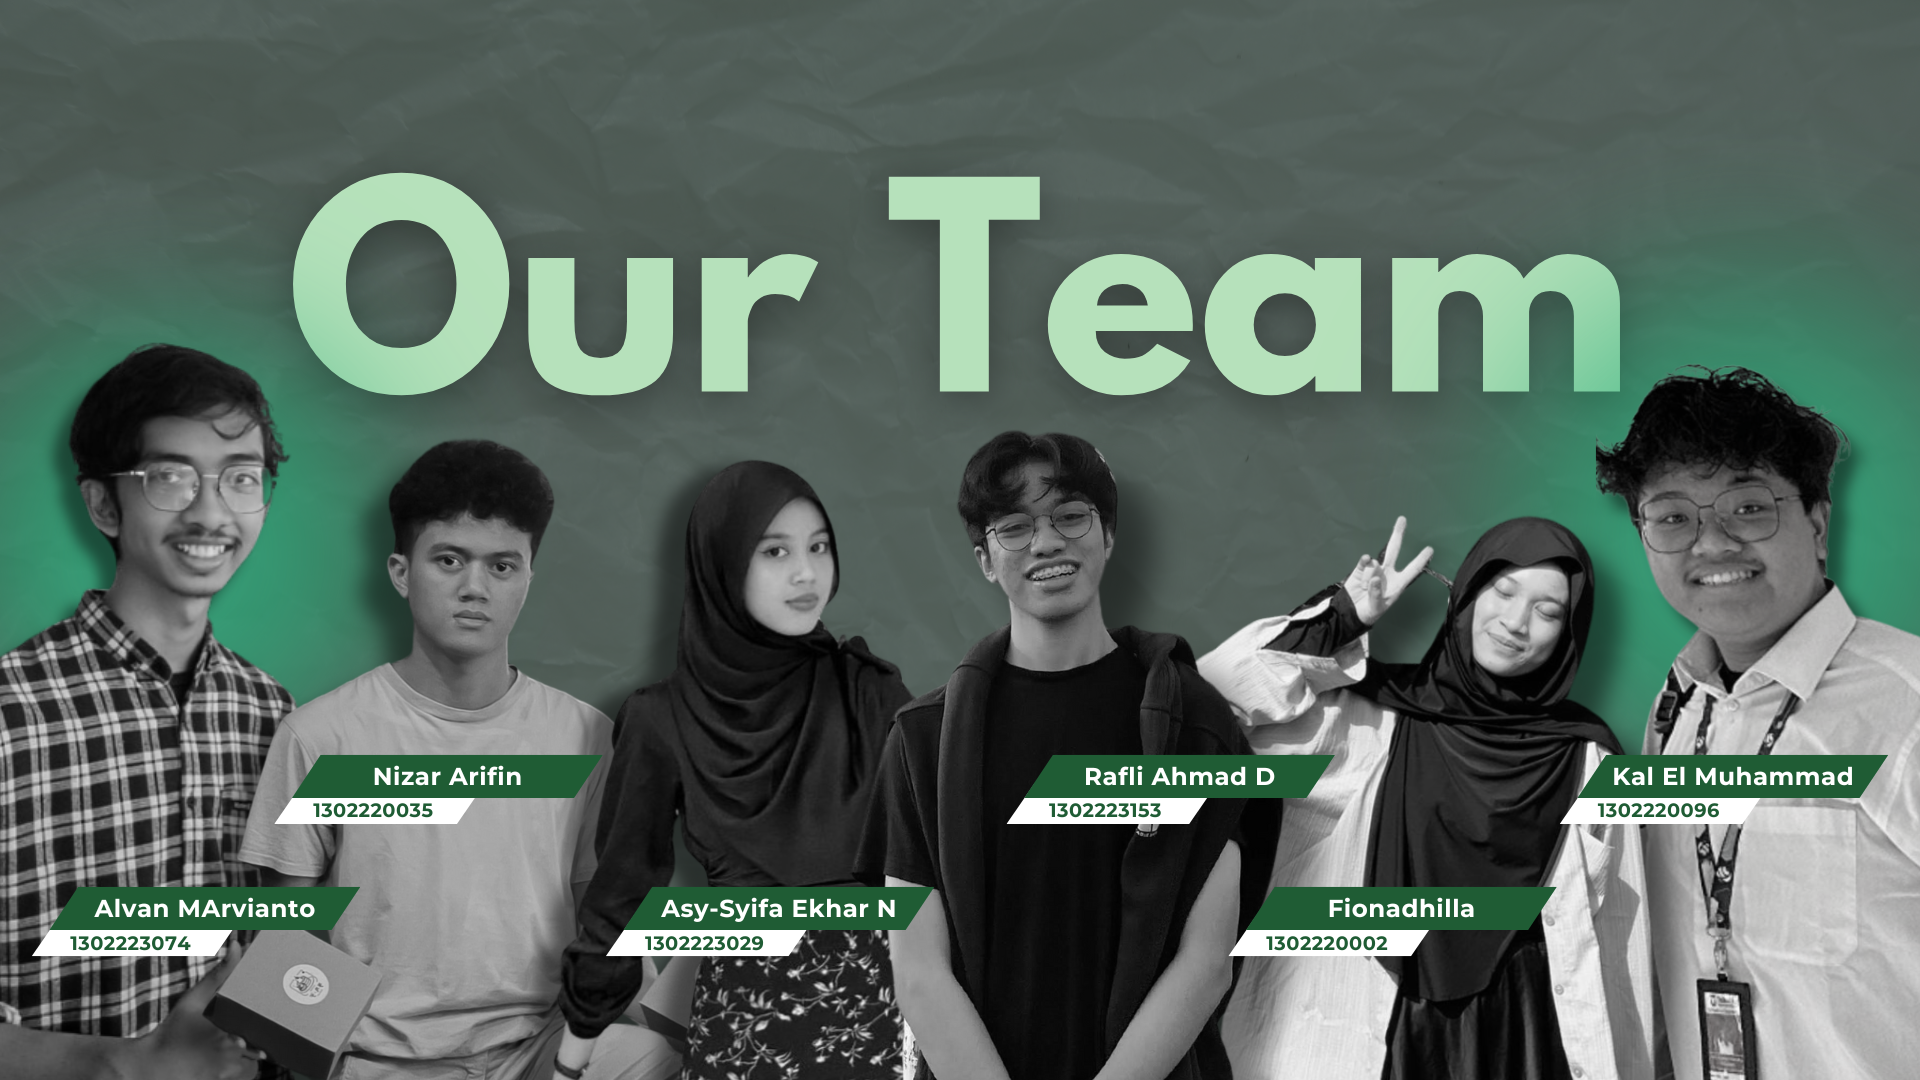 Our Team
Nizar Arifin
1302220035
Rafli Ahmad D
1302223153
Kal El Muhammad
1302220096
Alvan MArvianto
1302223074
Asy-Syifa Ekhar N
1302223029
Fionadhilla
1302220002